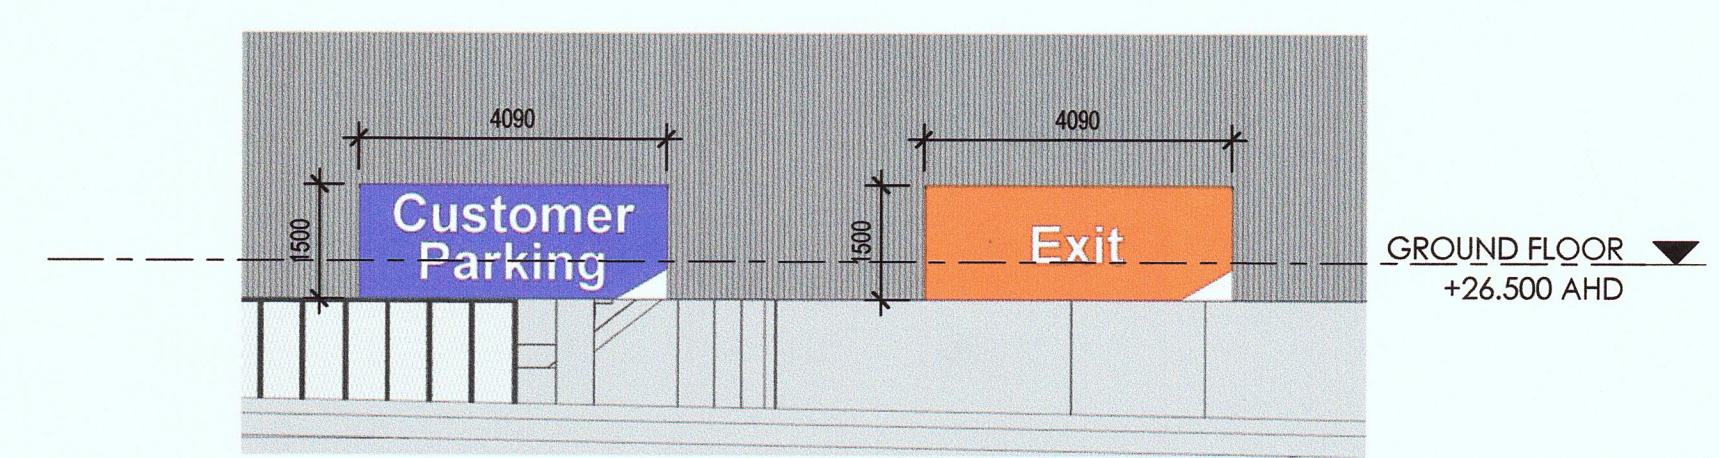 4090
4090
1500
Customer
Parking
1500
Exit
GROUND FLOOR
+26.500 AHD